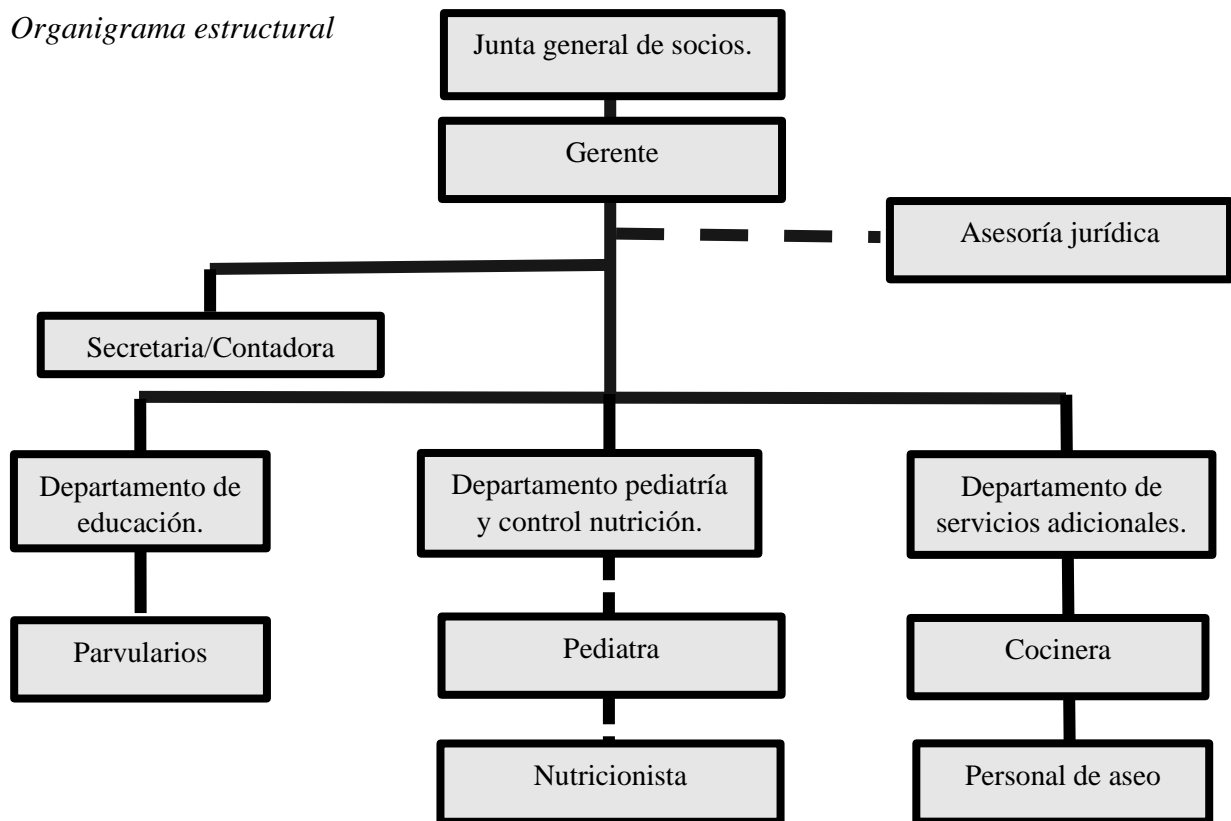 Organigrama estructural
Junta general de socios.
Gerente
Asesoría jurídica
Secretaria/Contadora
Departamento de
educación.
Departamento pediatría
y control nutrición.
Departamento de
servicios adicionales.
Parvularios
Pediatra
Cocinera
Nutricionista
Personal de aseo